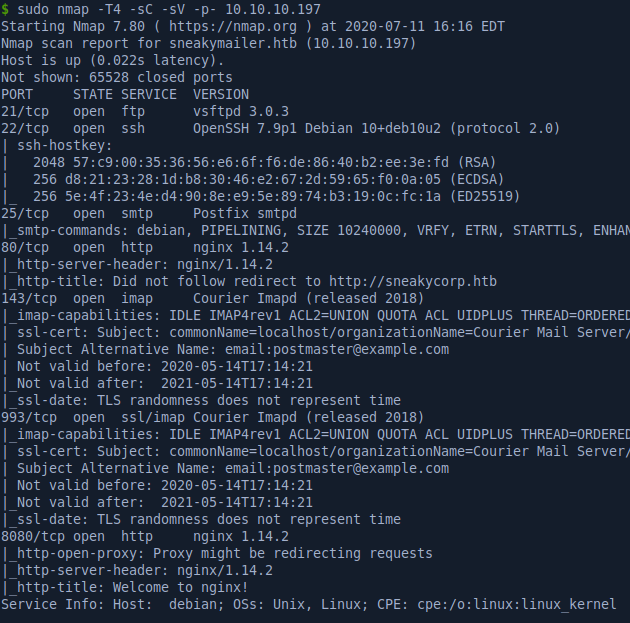 $ sudo nmap -T4 -sC -sV -p- 10.10.10.197
Starting Nmap 7.80 ( https://nmap.org ) at 2020-07-11 16:16 EDT
Nmap scan report for sneakymailer.htb (10.10.10.197)
Host is up (0.022s latency).
Not shown: 65528 closed ports
PORT     STATE SERVICE  VERSION
21/tcp   open  ftp      vsftpd 3.0.3
22/tcp   open  ssh      OpenSSH 7.9p1 Debian 10+deb10u2 (protocol 2.0)
| ssh-hostkey:
|   2048 57:c9:00:35:36:56:e6:6f:f6:de:86:40:b2:ee:3e:fd (RSA)
|   256 d8:21:23:28:1d:b8:30:46:e2:67:2d:59:65:f0:0a:05 (ECDSA)
|_  256 5e:4f:23:4e:d4:90:8e:e9:5e:89:74:b3:19:0c:fc:1a (ED25519)
25/tcp   open  smtp     Postfix smtpd
|_smtp-commands: debian, PIPELINING, SIZE 10240000, VRFY, ETRN, STARTTLS, ENHAN
80/tcp   open  http     nginx 1.14.2
|_http-server-header: nginx/1.14.2
|_http-title: Did not follow redirect to http://sneakycorp.htb
143/tcp  open  imap     Courier Imapd (released 2018)
|_imap-capabilities: IDLE IMAP4rev1 ACL2=UNION QUOTA ACL UIDPLUS THREAD=ORDERED
| ssl-cert: Subject: commonName=localhost/organizationName=Courier Mail Server/
| Subject Alternative Name: email:postmaster@example.com
| Not valid before: 2020-05-14T17:14:21
|_Not valid after:  2021-05-14T17:14:21
|_ssl-date: TLS randomness does not represent time
993/tcp  open  ssl/imap Courier Imapd (released 2018)
|_imap-capabilities: IDLE IMAP4rev1 ACL2=UNION QUOTA ACL UIDPLUS THREAD=ORDERED
| ssl-cert: Subject: commonName=localhost/organizationName=Courier Mail Server/
| Subject Alternative Name: email:postmaster@example.com
| Not valid before: 2020-05-14T17:14:21
|_Not valid after:  2021-05-14T17:14:21
|_ssl-date: TLS randomness does not represent time
8080/tcp open  http     nginx 1.14.2
|_http-open-proxy: Proxy might be redirecting requests
|_http-server-header: nginx/1.14.2
|_http-title: Welcome to nginx!
Service Info: Host:  debian; OSs: Unix, Linux; CPE: cpe:/o:linux:linux_kernel